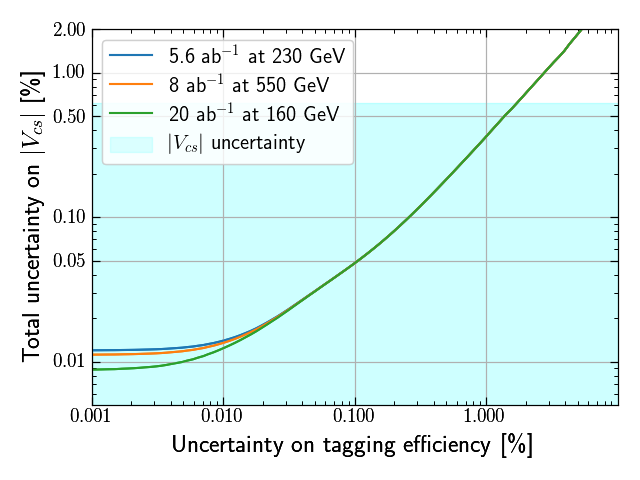 2.00
1.00
0.50
0.10
0.05
0.01
Total uncertainty on |V_cs| [%]
5.6 ab⁻¹ at 230 GeV
8 ab⁻¹ at 550 GeV
20 ab⁻¹ at 160 GeV
|V_cs| uncertainty
0.001 0.010 0.100 1.000
Uncertainty on tagging efficiency [%]